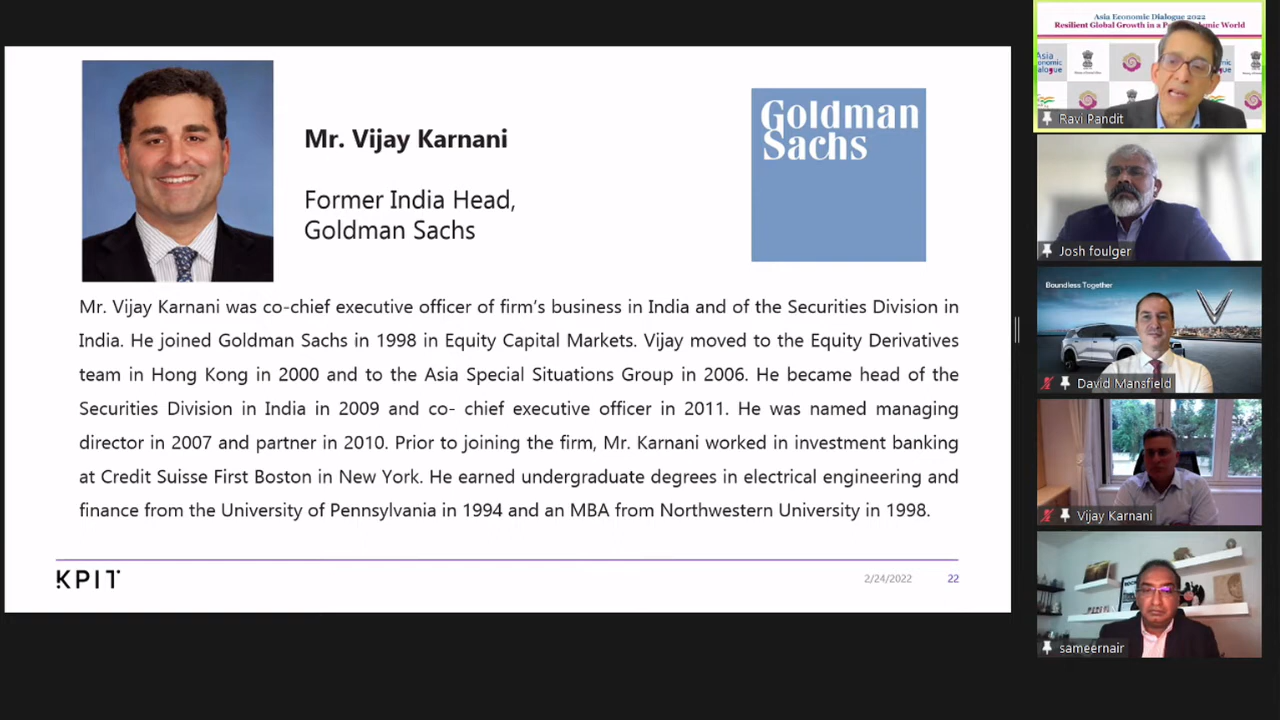 Mr. Vijay Karnani
Former India Head,
Goldman Sachs
Goldman
Sachs
Mr. Vijay Karnani was co-chief executive officer of firm's business in India and of the Securities Division in
India. He joined Goldman Sachs in 1998 in Equity Capital Markets. Vijay moved to the Equity Derivatives
team in Hong Kong in 2000 and to the Asia Special Situations Group in 2006. He became head of the
Securities Division in India in 2009 and co- chief executive officer in 2011. He was named managing
director in 2007 and partner in 2010. Prior to joining the firm, Mr. Karnani worked in investment banking
at Credit Suisse First Boston in New York. He earned undergraduate degrees in electrical engineering and
finance from the University of Pennsylvania in 1994 and an MBA from Northwestern University in 1998.
KPIT
2/24/2022
22
Asia Economic Dialogue 2022
Resilient Global Growth in a
World
Asia
Ravi Pandit
Josh foulger
Boundless Together
David Mansfield
Vijay Karnani
sameernair